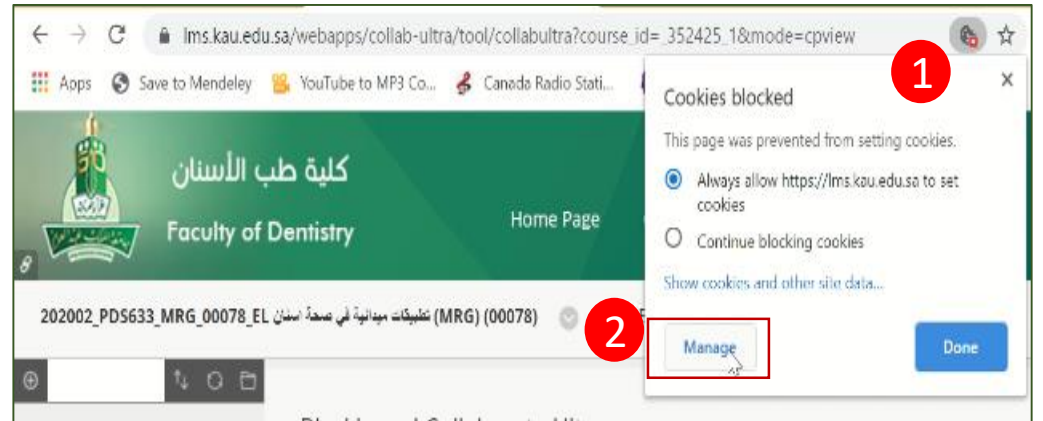 lms.kau.edu.sa/webapps/collab-ultra/tool/collabultra?course_id=_352425_1&mode=cpview
Apps Save to Mendeley YouTube to MP3 Co... Canada Radio Stati...
1
Cookies blocked
This page was prevented from setting cookies.
Always allow https://lms.kau.edu.sa to set
cookies
Continue blocking cookies
Show cookies and other site data...
Manage
Done
2
كلية طب الأسنان
Faculty of Dentistry
Home Page
202002_PDS633_MRG_00078_EL تطبيقات ميدانية في صحة اسنان (MRG) (00078)